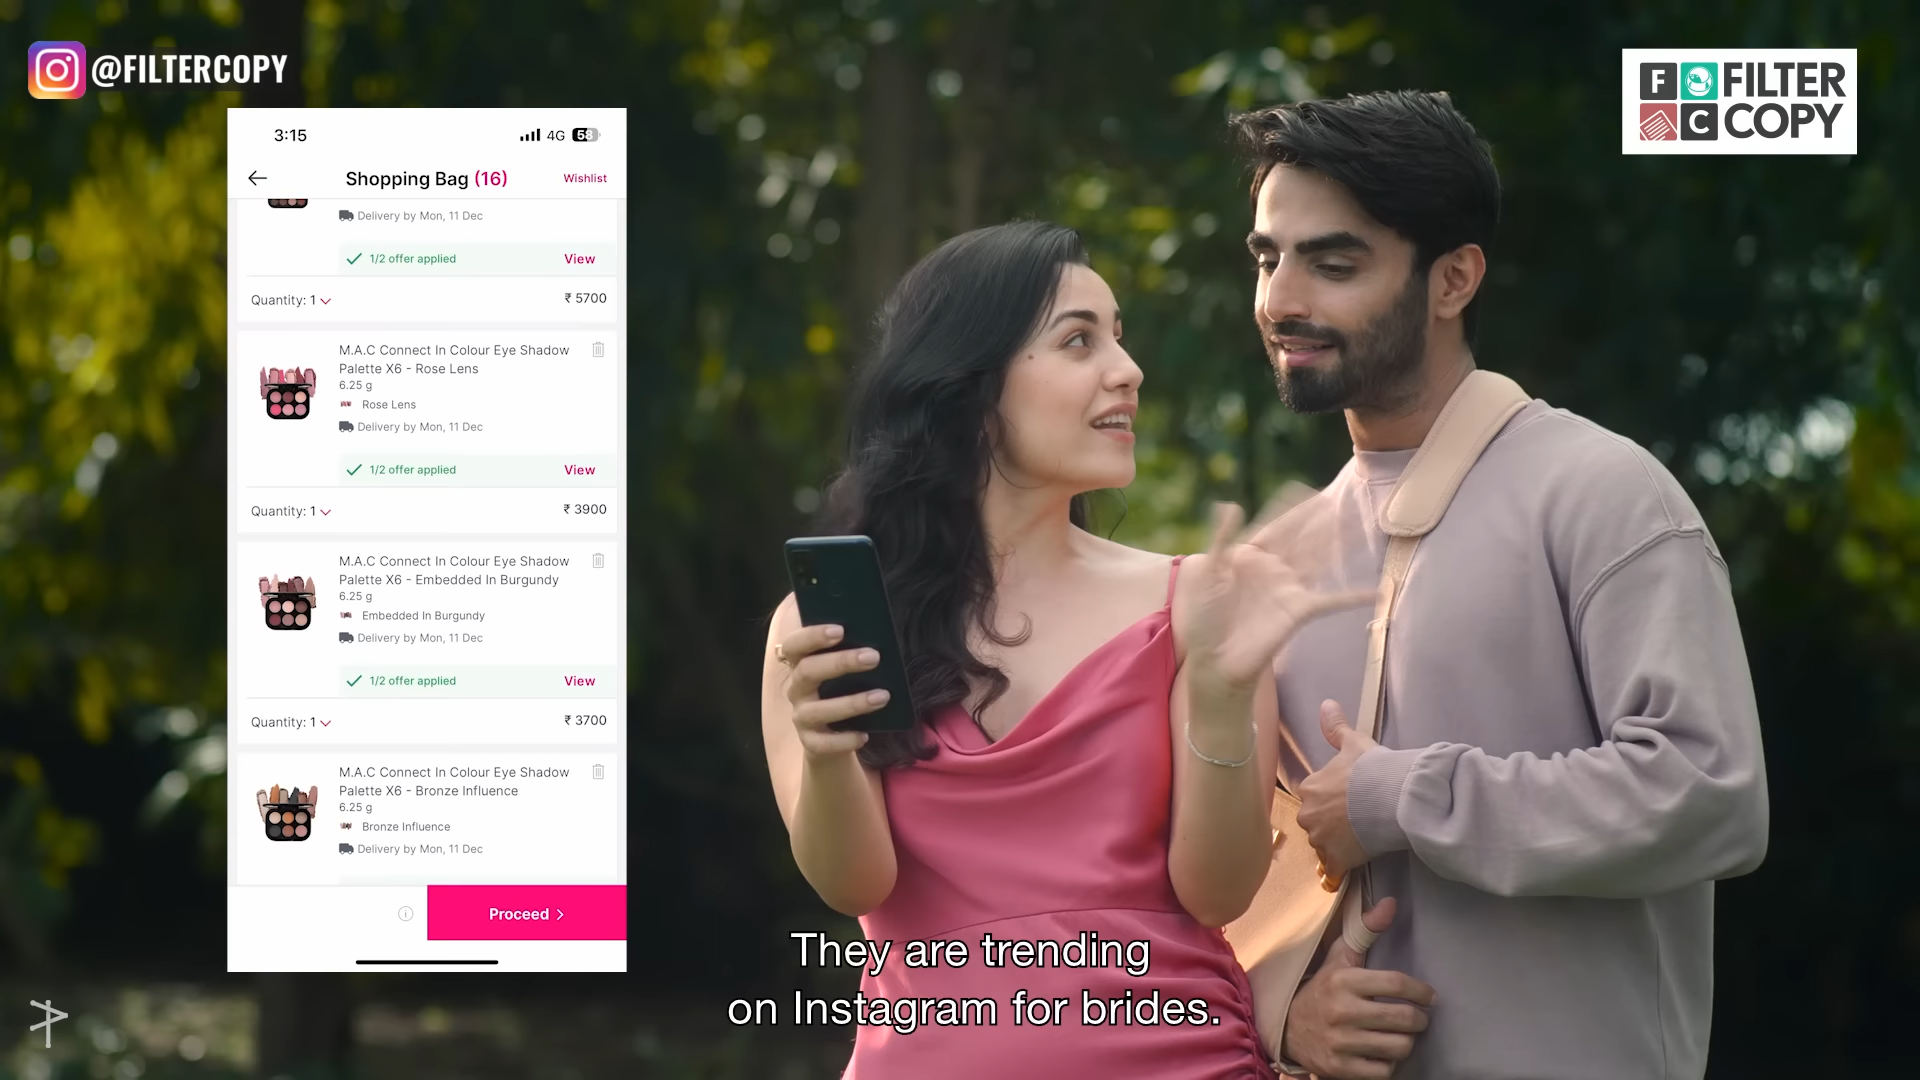 @FILTERCOPY
F FILTER
C COPY
3:15
4G 58
Shopping Bag (16)
Wishlist
Delivery by Mon, 11 Dec
1/2 offer applied
View
Quantity: 1
₹ 5700
M.A.C Connect In Colour Eye Shadow
Palette X6 - Rose Lens
6.25 g
Rose Lens
Delivery by Mon, 11 Dec
1/2 offer applied
View
Quantity: 1
₹ 3900
M.A.C Connect In Colour Eye Shadow
Palette X6 - Embedded In Burgundy
6.25 g
Embedded In Burgundy
Delivery by Mon, 11 Dec
1/2 offer applied
View
Quantity: 1
₹ 3700
M.A.C Connect In Colour Eye Shadow
Palette X6 - Bronze Influence
6.25 g
Bronze Influence
Delivery by Mon, 11 Dec
Proceed
They are trending
on Instagram for brides.